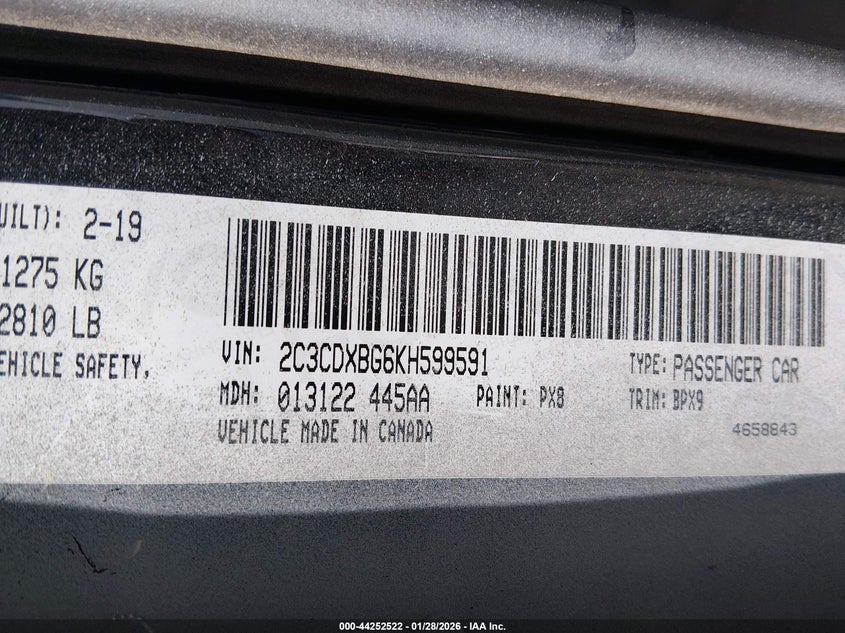 UILT): 2-19
1275 KG
2810 LB
EHICLE SAFETY,
VIN: 2C3CDXBG6KH599591 TYPE: PASSENGER CAR
MDH: 013122 445AA PAINT: PX8 TRIM: BPX9
VEHICLE MADE IN CANADA 4658843
000-44252522 | 01/28/2026 - IAA Inc.